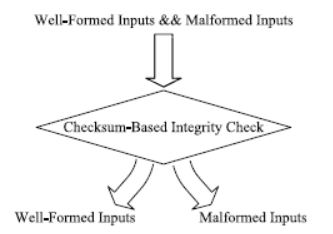 Well-Formed Inputs && Malformed Inputs
Checksum-Based Integrity Check
Well-Formed Inputs
Malformed Inputs